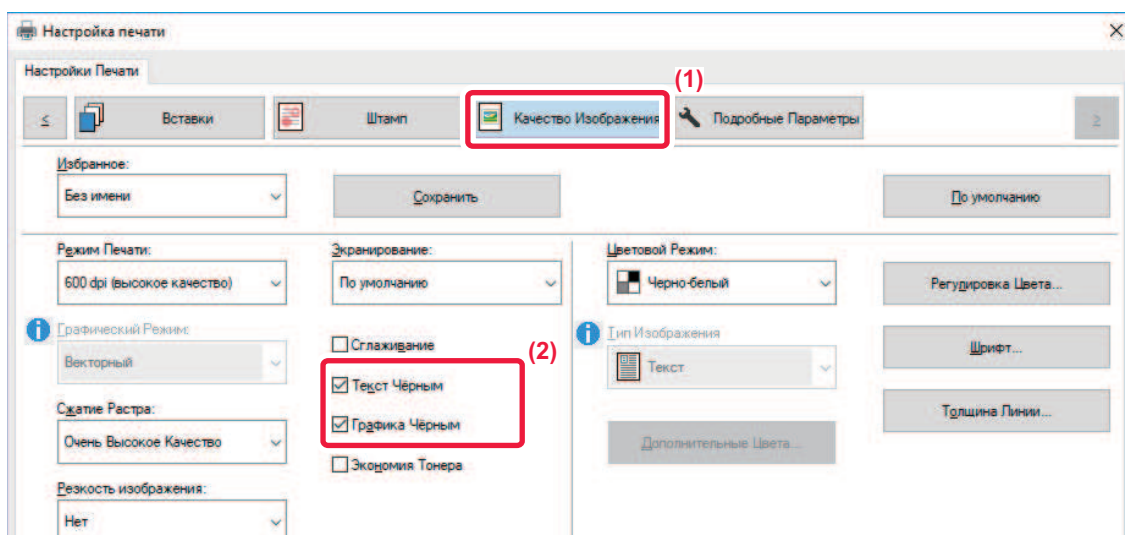 Настройка печати
Настройки Печати
(1)
≤ Вставки Штамп Качество Изображения Подробные Параметры ≥
Избранное:
Без имени Сохранить По умолчанию
Режим Печати: Экранирование: Цветовой Режим:
600 dpi (высокое качество) По умолчанию Черно-белый Регулировка Цвета...
Графический Режим: Сглаживание (2) Тип Изображения Шрифт...
Векторный Текст Чёрным Текст
Сжатие Растра: Графика Чёрным Толщина Линии...
Очень Высокое Качество Дополнительные Цвета...
Экономия Тонера
Резкость изображения:
Нет